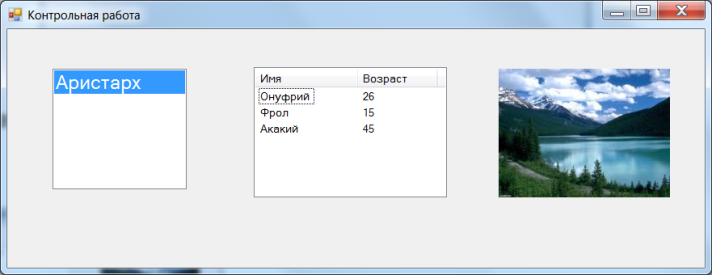 Контрольная работа
Аристарх
Имя Возраст
Онуфрий 26
Фрол 15
Акакий 45